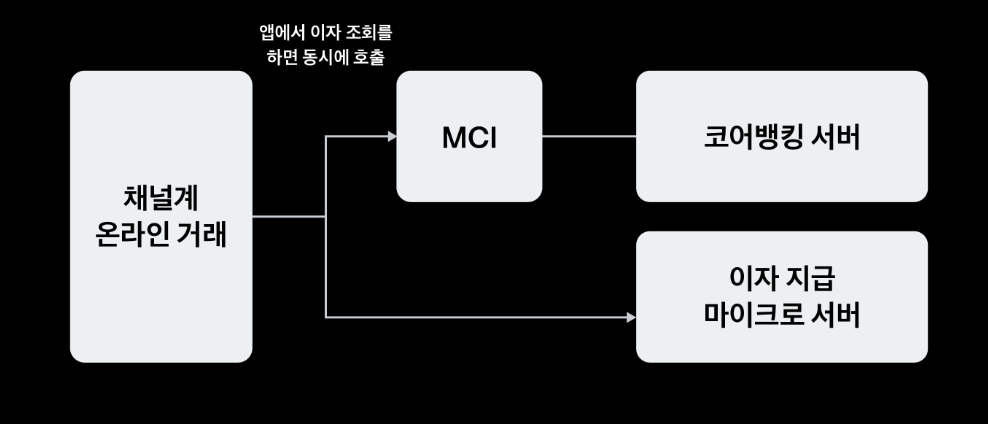 앱에서 이자 조회를
하면 동시에 호출
채널계
온라인 거래
MCI
코어뱅킹 서버
이자 지급
마이크로 서버